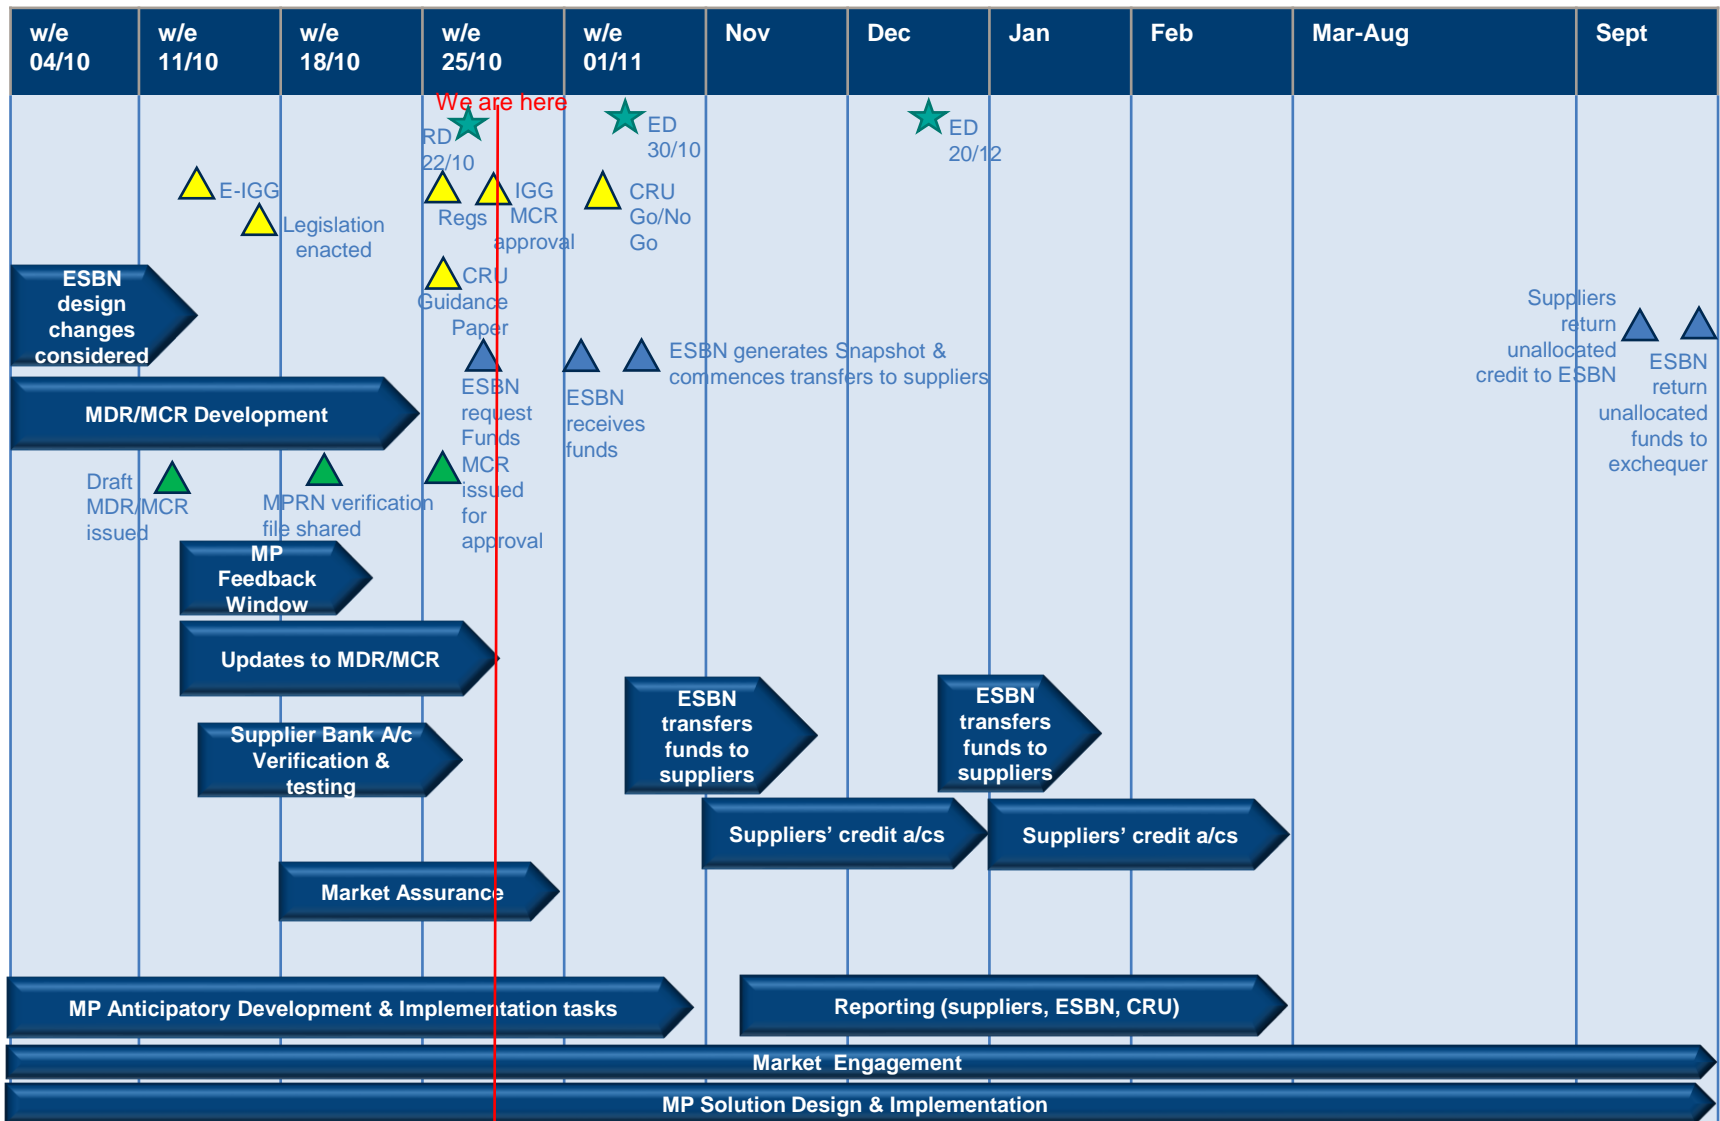 w/e
04/10
w/e
11/10
w/e
18/10
w/e
25/10
w/e
01/11
Nov
Dec
Jan
Feb
Mar-Aug
Sept
We are here
RD
22/10
ED
30/10
ED
20/12
E-IGG
Legislation
enacted
Regs
IGG
MCR
approval
CRU
Go/No
Go
CRU
Guidance
Paper
ESBN
design
changes
considered
ESBN
request
Funds
ESBN
receives
funds
ESBN generates Snapshot &
commences transfers to suppliers
Suppliers
return
unallocated
credit to ESBN
ESBN
return
unallocated
funds to
exchequer
MDR/MCR Development
Draft
MDR/MCR
issued
MPRN verification
file shared
MCR
issued
for
approval
MP
Feedback
Window
Updates to MDR/MCR
Supplier Bank A/c
Verification &
testing
ESBN
transfers
funds to
suppliers
ESBN
transfers
funds to
suppliers
Suppliers’ credit a/cs
Suppliers’ credit a/cs
Market Assurance
MP Anticipatory Development & Implementation tasks
Reporting (suppliers, ESBN, CRU)
Market  Engagement
MP Solution Design & Implementation